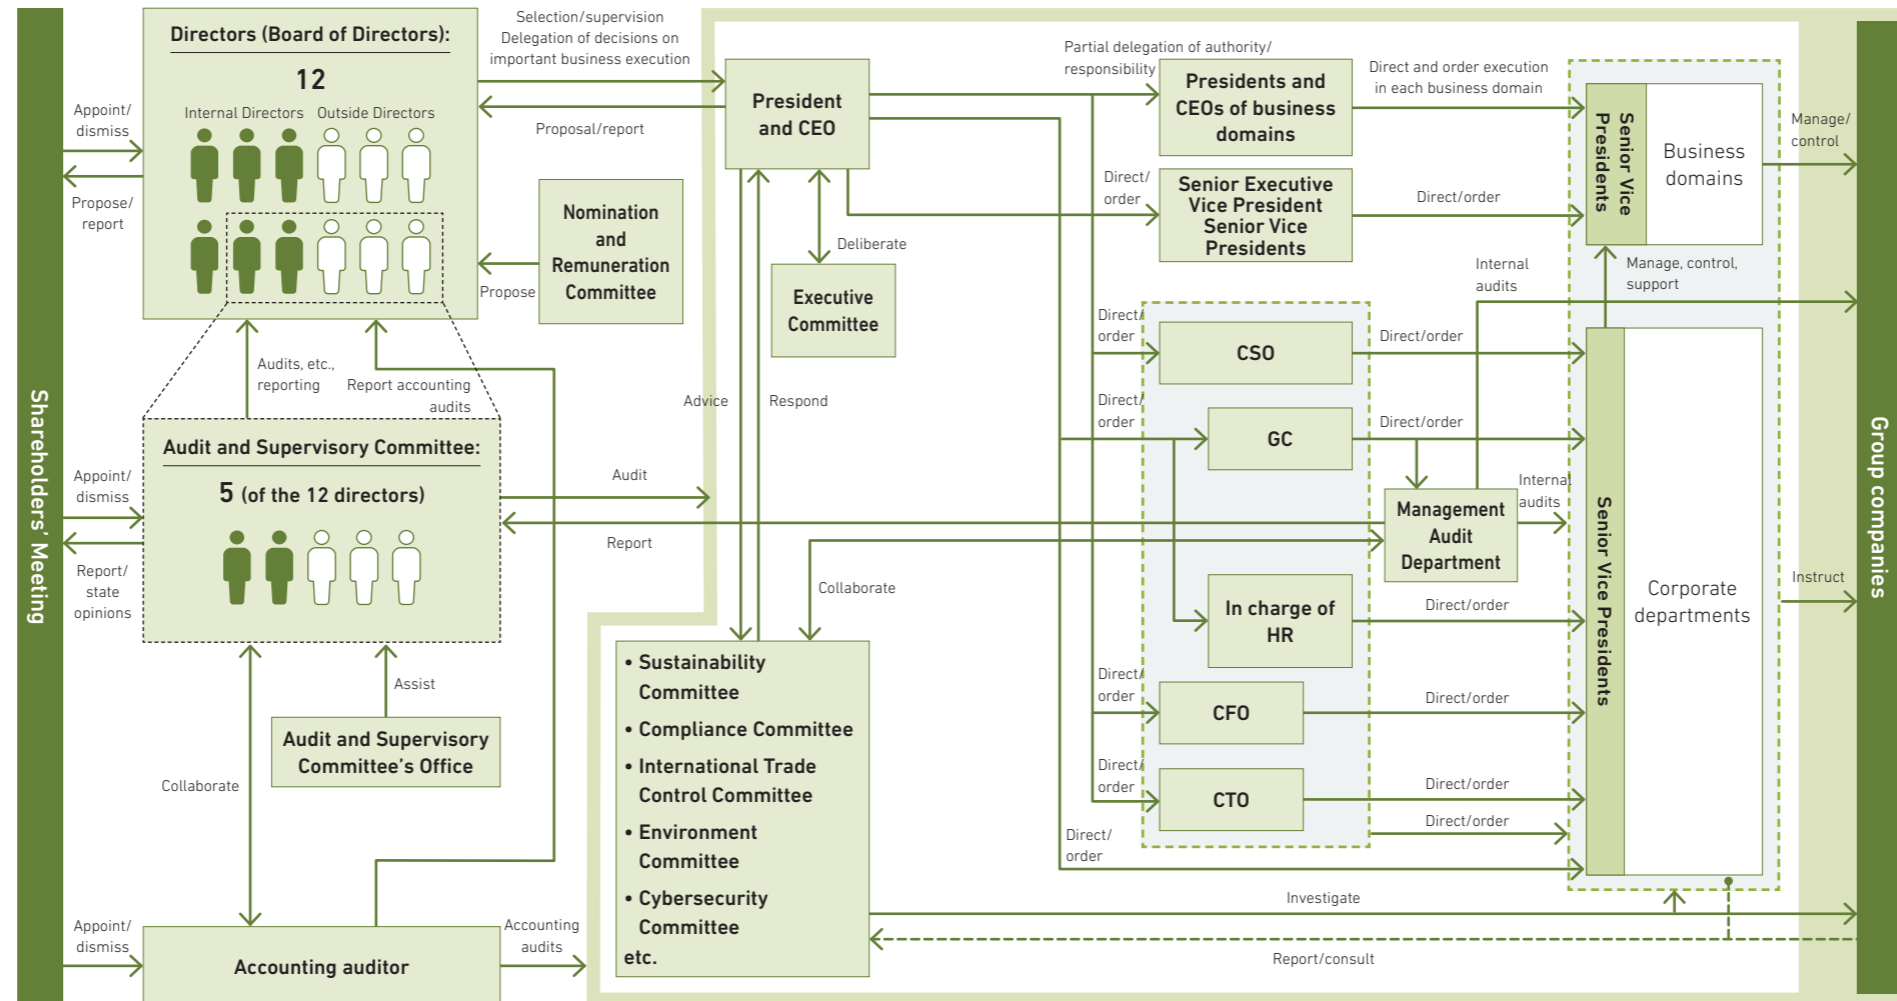 Shareholders' Meeting
Appoint/
dismiss
Propose/
report
Appoint/
dismiss
Report/
state
opinions
Appoint/
dismiss
Directors (Board of Directors):
12
Internal Directors
Outside Directors
Selection/supervision
Delegation of decisions on
important business execution
Proposal/report
Nomination
and
Remuneration
Committee
Propose
Audits, etc.,
reporting
Report accounting
audits
Audit and Supervisory Committee:
5 (of the 12 directors)
Audit
Report
Assist
Audit and Supervisory
Committee's Office
Collaborate
Accounting auditor
Accounting
audits
President
and CEO
Deliberate
Executive
Committee
Advice
Respond
Collaborate
• Sustainability
Committee
• Compliance Committee
• International Trade
Control Committee
• Environment
Committee
• Cybersecurity
Committee
etc.
Partial delegation of authority/
responsibility
Presidents and
CEOs of business
domains
Direct and order execution
in each business domain
Direct/
order
Senior Executive
Vice President
Senior Vice
Presidents
Direct/order
Direct/
order
CSO
Direct/order
Direct/
order
GC
Direct/order
Internal
audits
Management
Audit
Department
Internal
audits
In charge of
HR
Direct/order
Direct/
order
CFO
Direct/order
Direct/
order
CTO
Direct/order
Direct/order
Direct/
order
Investigate
Report/consult
Senior Vice
Presidents
Business
domains
Manage, control,
support
Senior Vice Presidents
Corporate
departments
Manage/
control
Instruct
Group companies